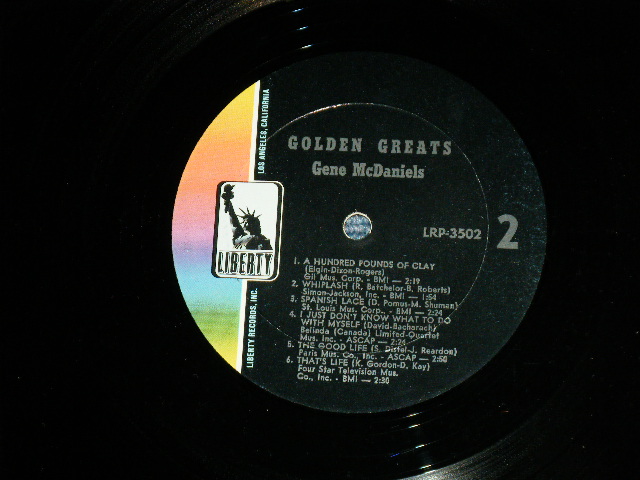 GOLDEN GREATS
Gene McDaniels
LRP-3502
2
LOS ANGELES, CALIFORNIA
LIBERTY
LIBERTY RECORDS, INC.
1. A HUNDRED POUNDS OF CLAY
(Elgin-Dixon-Rogers)
Gil Mus. Corp. - BMI — 2:19
2. WHIPLASH (R. Batchelor-B. Roberts)
Simon-Jackson, Inc. - BMI — 1:54
3. SPANISH LACE (D. Pomus-M. Shuman)
St. Louis Mus. Corp. - BMI — 2:24
4. I JUST DON'T KNOW WHAT TO DO
WITH MYSELF (David-Bacharach)
Belinda (Canada) Limited-Quartet
Mus. Inc. - ASCAP — 2:24
5. THE GOOD LIFE (S. Distel-J. Reardon)
Paris Mus. Co., Inc. - ASCAP — 2:50
6. THAT'S LIFE (K. Gordon-D. Kay)
Four Star Television Mus.
Co., Inc. - BMI — 2:30